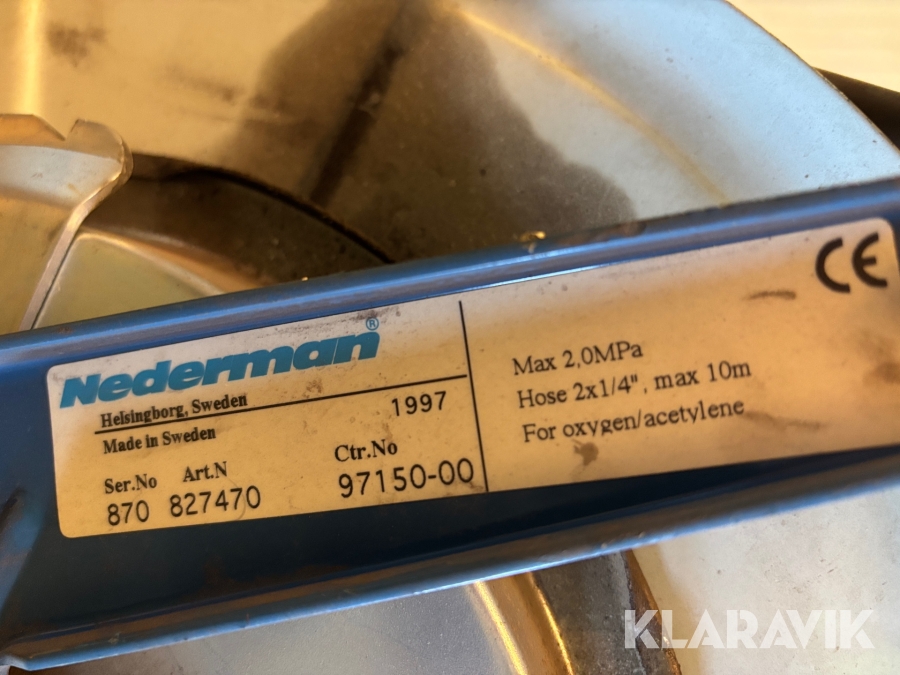 Nederman®
Helsingborg, Sweden
1997
Made in Sweden
Ser.No Art.N Ctr.No
870 827470 97150-00
CE
Max 2,0MPa
Hose 2x1/4", max 10m
For oxygen/acetylene
KLARAVIK